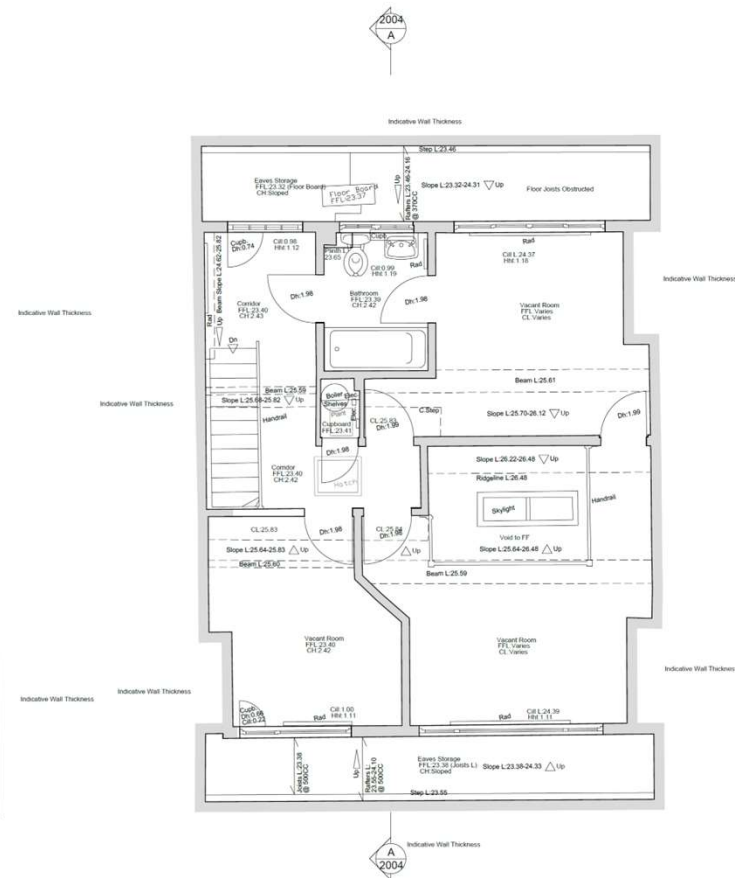 2004
A
Indicative Wall Thickness
Step L:23.46
Eaves Storage
FFL:23.32 (Floor Board)
CH:Sloped
Floor Board
FFL:23.37
Up
Rafters L:23.46-24.16
@ 370CC
Slope L:23.32-24.31 Up
Floor Joists Obstructed
Cupb.
Dh:0.74
Cill:0.98
Hht:1.12
Plinth L:
23.65
Cupb.
Cill:0.99
Hht:1.19
Rad
Rad
Cill L:24.37
Hht:1.18
Indicative Wall Thickness
Beam Slope L:24.62-25.82
Up
Rad
Corridor
FFL:23.40
CH:2.43
Dh:1.98
Bathroom
FFL:23.39
CH:2.42
Dh:1.98
Vacant Room
FFL Varies
CL Varies
Indicative Wall Thickness
Dn
Beam L:25.59
Beam L:25.61
Indicative Wall Thickness
Slope L:25.68-25.82 Up
Handrail
Boiler
Shelves
Plant
Cupboard
FFL:23.41
Elec.
Elec.
CL:25.83
Dh:1.99
C.Step
Slope L:25.70-26.12 Up
Dh:1.99
Dh:1.98
Hatch
Corridor
FFL:23.40
CH:2.42
Slope L:26.22-26.48 Up
Ridgeline L:26.48
Handrail
Skylight
Void to FF
Slope L:25.64-26.48 Up
CL:25.83
Dh:1.98
CL:25.84
Dh:1.98
Slope L:25.64-25.83 Up
Up
Beam L:25.60
Beam L:25.59
Vacant Room
FFL:23.40
CH:2.42
Vacant Room
FFL Varies
CL Varies
Indicative Wall Thickness
Indicative Wall Thickness
Indicative Wall Thickness
Cupb.
Dh:0.66
Cill:0.22
Cill:1.00
Hht:1.11
Rad
Rad
Cill L:24.39
Hht:1.11
Joists L:23.38
@ 500CC
Up
Rafters L:
23.55-24.10
@ 500CC
Eaves Storage
FFL:23.38 (Joists L)
CH:Sloped
Slope L:23.38-24.33 Up
Step L:23.55
Indicative Wall Thickness
A
2004